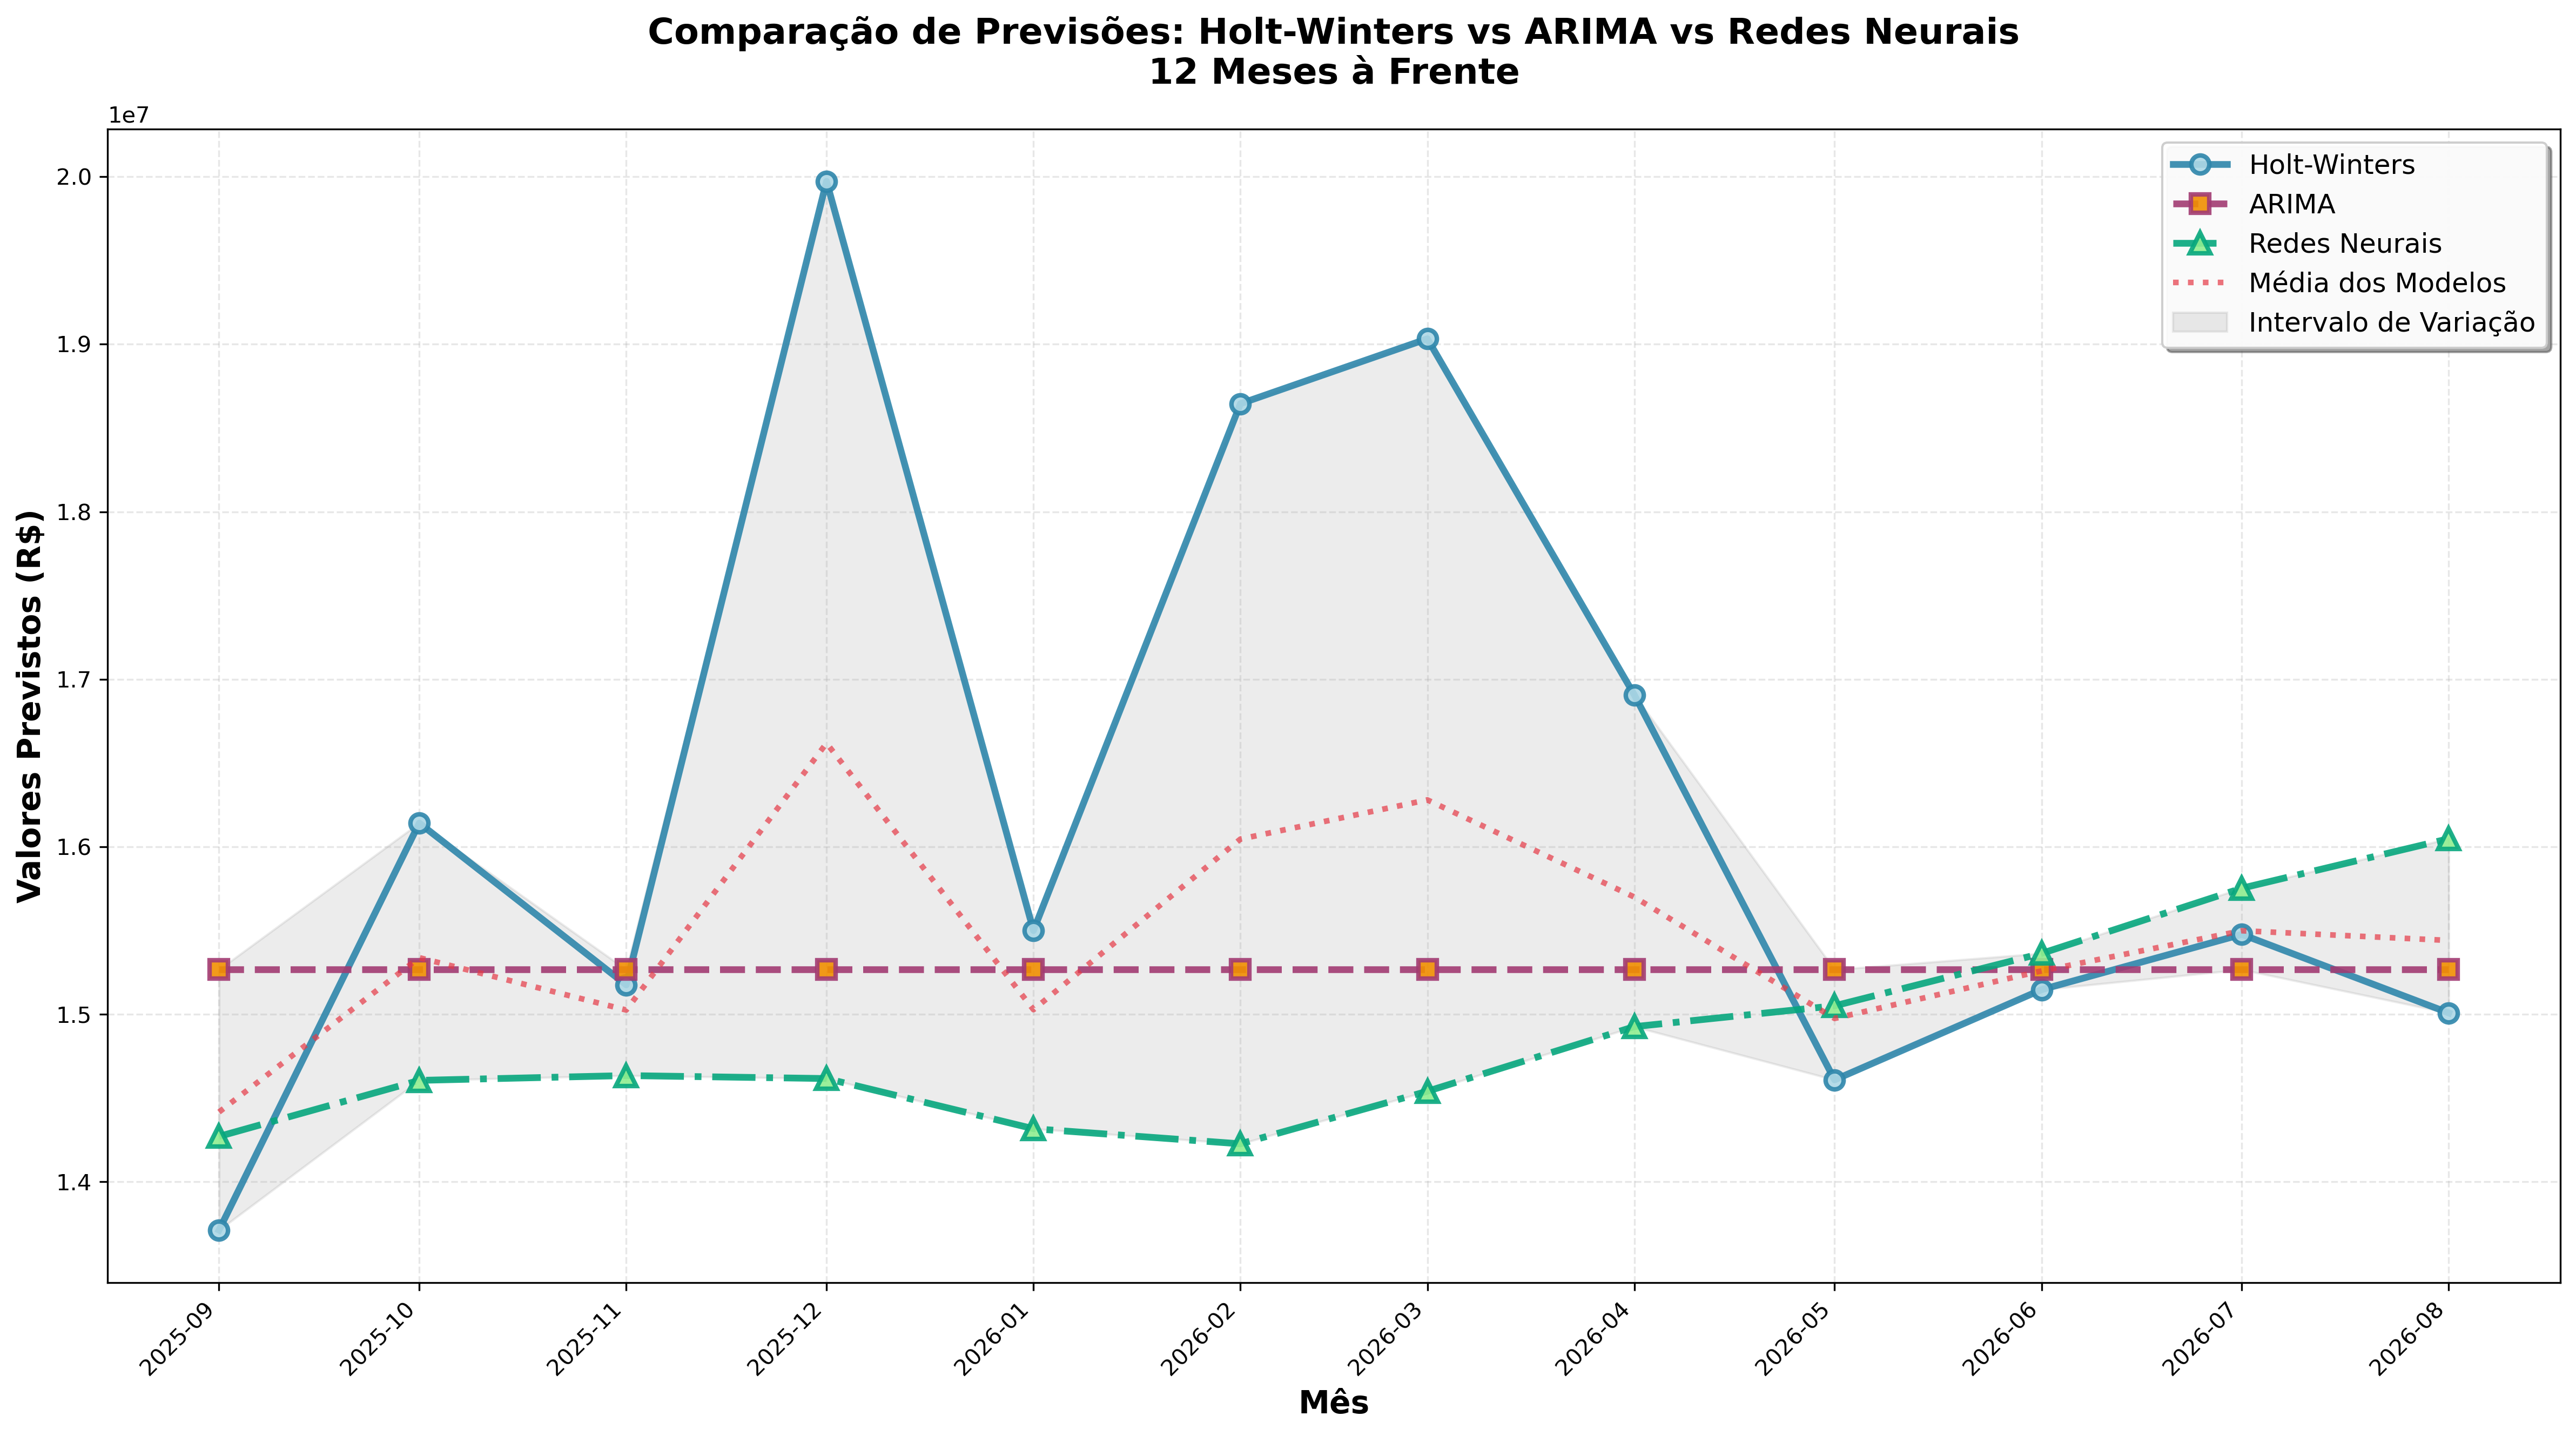 Comparação de Previsões: Holt-Winters vs ARIMA vs Redes Neurais
12 Meses à Frente
1e7
Holt-Winters
ARIMA
Redes Neurais
Média dos Modelos
Intervalo de Variação
Valores Previstos (R$)
2.0
1.9
1.8
1.7
1.6
1.5
1.4
2025-09
2025-10
2025-11
2025-12
2026-01
2026-02
2026-03
2026-04
2026-05
2026-06
2026-07
2026-08
Mês